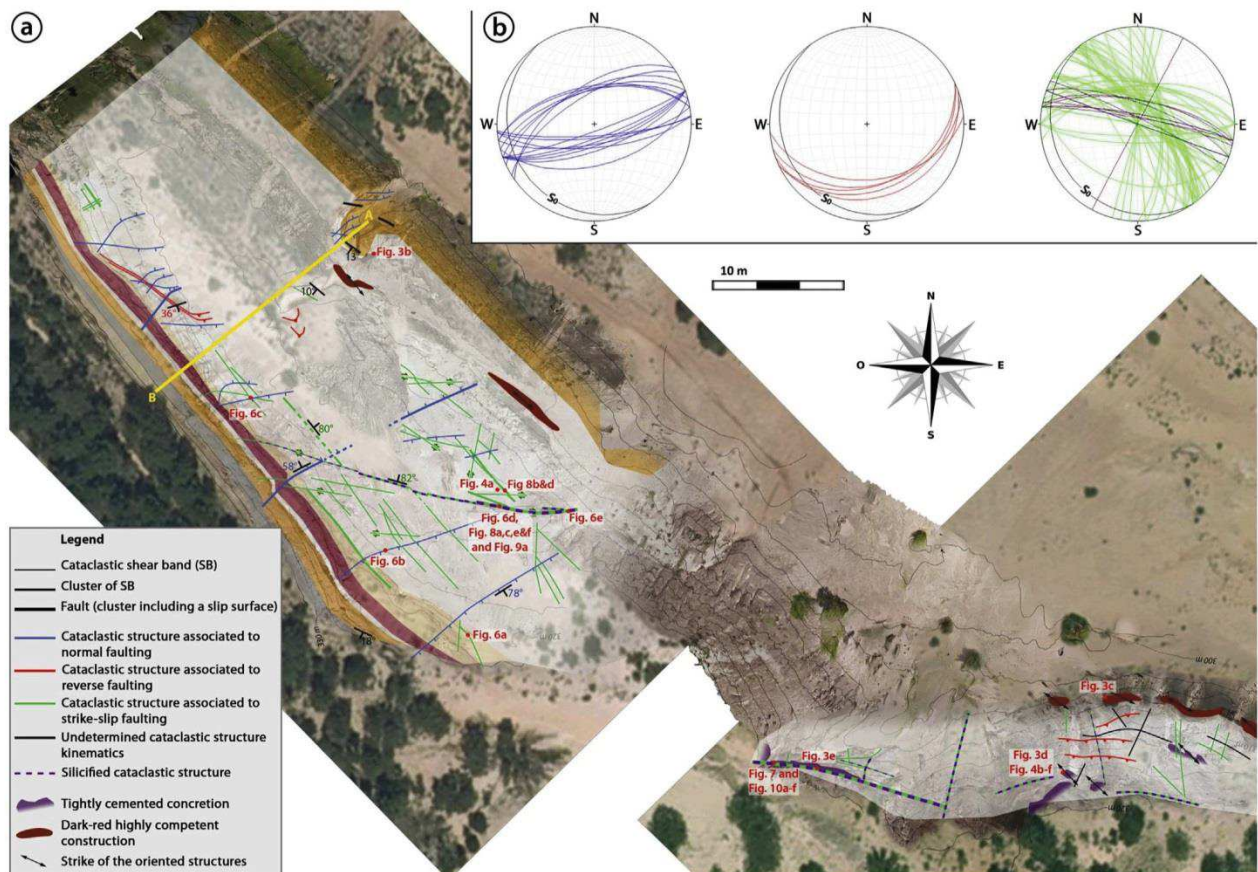 a
b
N
N
N
W
E
W
E
W
E
S₀
S₀
S₀
S
S
S
A
13
Fig. 3b
10
36°
B
Fig. 6c
80°
58°
82°
Fig. 4a
Fig 8b&d
Fig. 6d,
Fig. 8a,c,e&f
and Fig. 9a
Fig. 6e
Fig. 6b
78°
Fig. 6a
18
330 m
320 m
10 m
N
O
E
S
300 m
Fig. 3c
Fig. 3e
Fig. 3d
Fig. 4b-f
Fig. 7 and
Fig. 10a-f
Legend
Cataclastic shear band (SB)
Cluster of SB
Fault (cluster including a slip surface)
Cataclastic structure associated to
normal faulting
Cataclastic structure associated to
reverse faulting
Cataclastic structure associated to
strike-slip faulting
Undetermined cataclastic structure
kinematics
Silicified cataclastic structure
Tightly cemented concretion
Dark-red highly competent
construction
Strike of the oriented structures